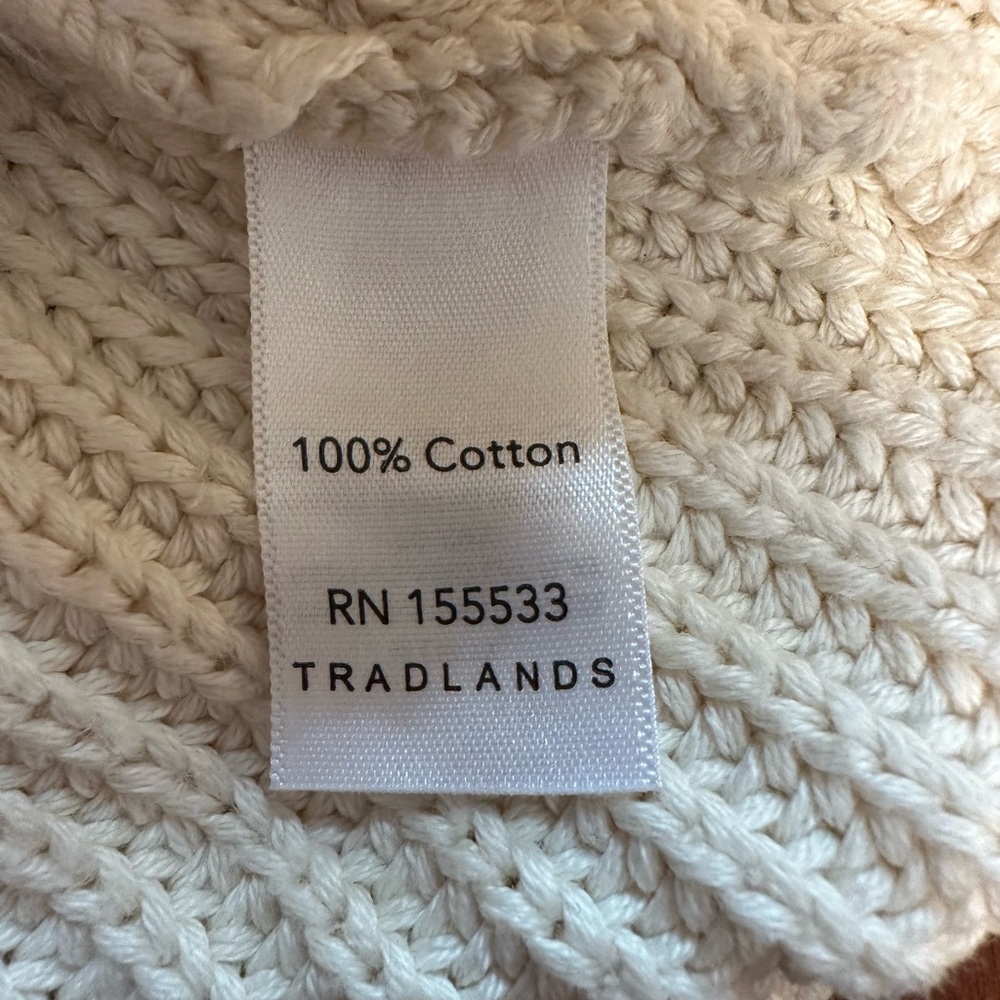 100% Cotton
RN 155533
TRADLANDS